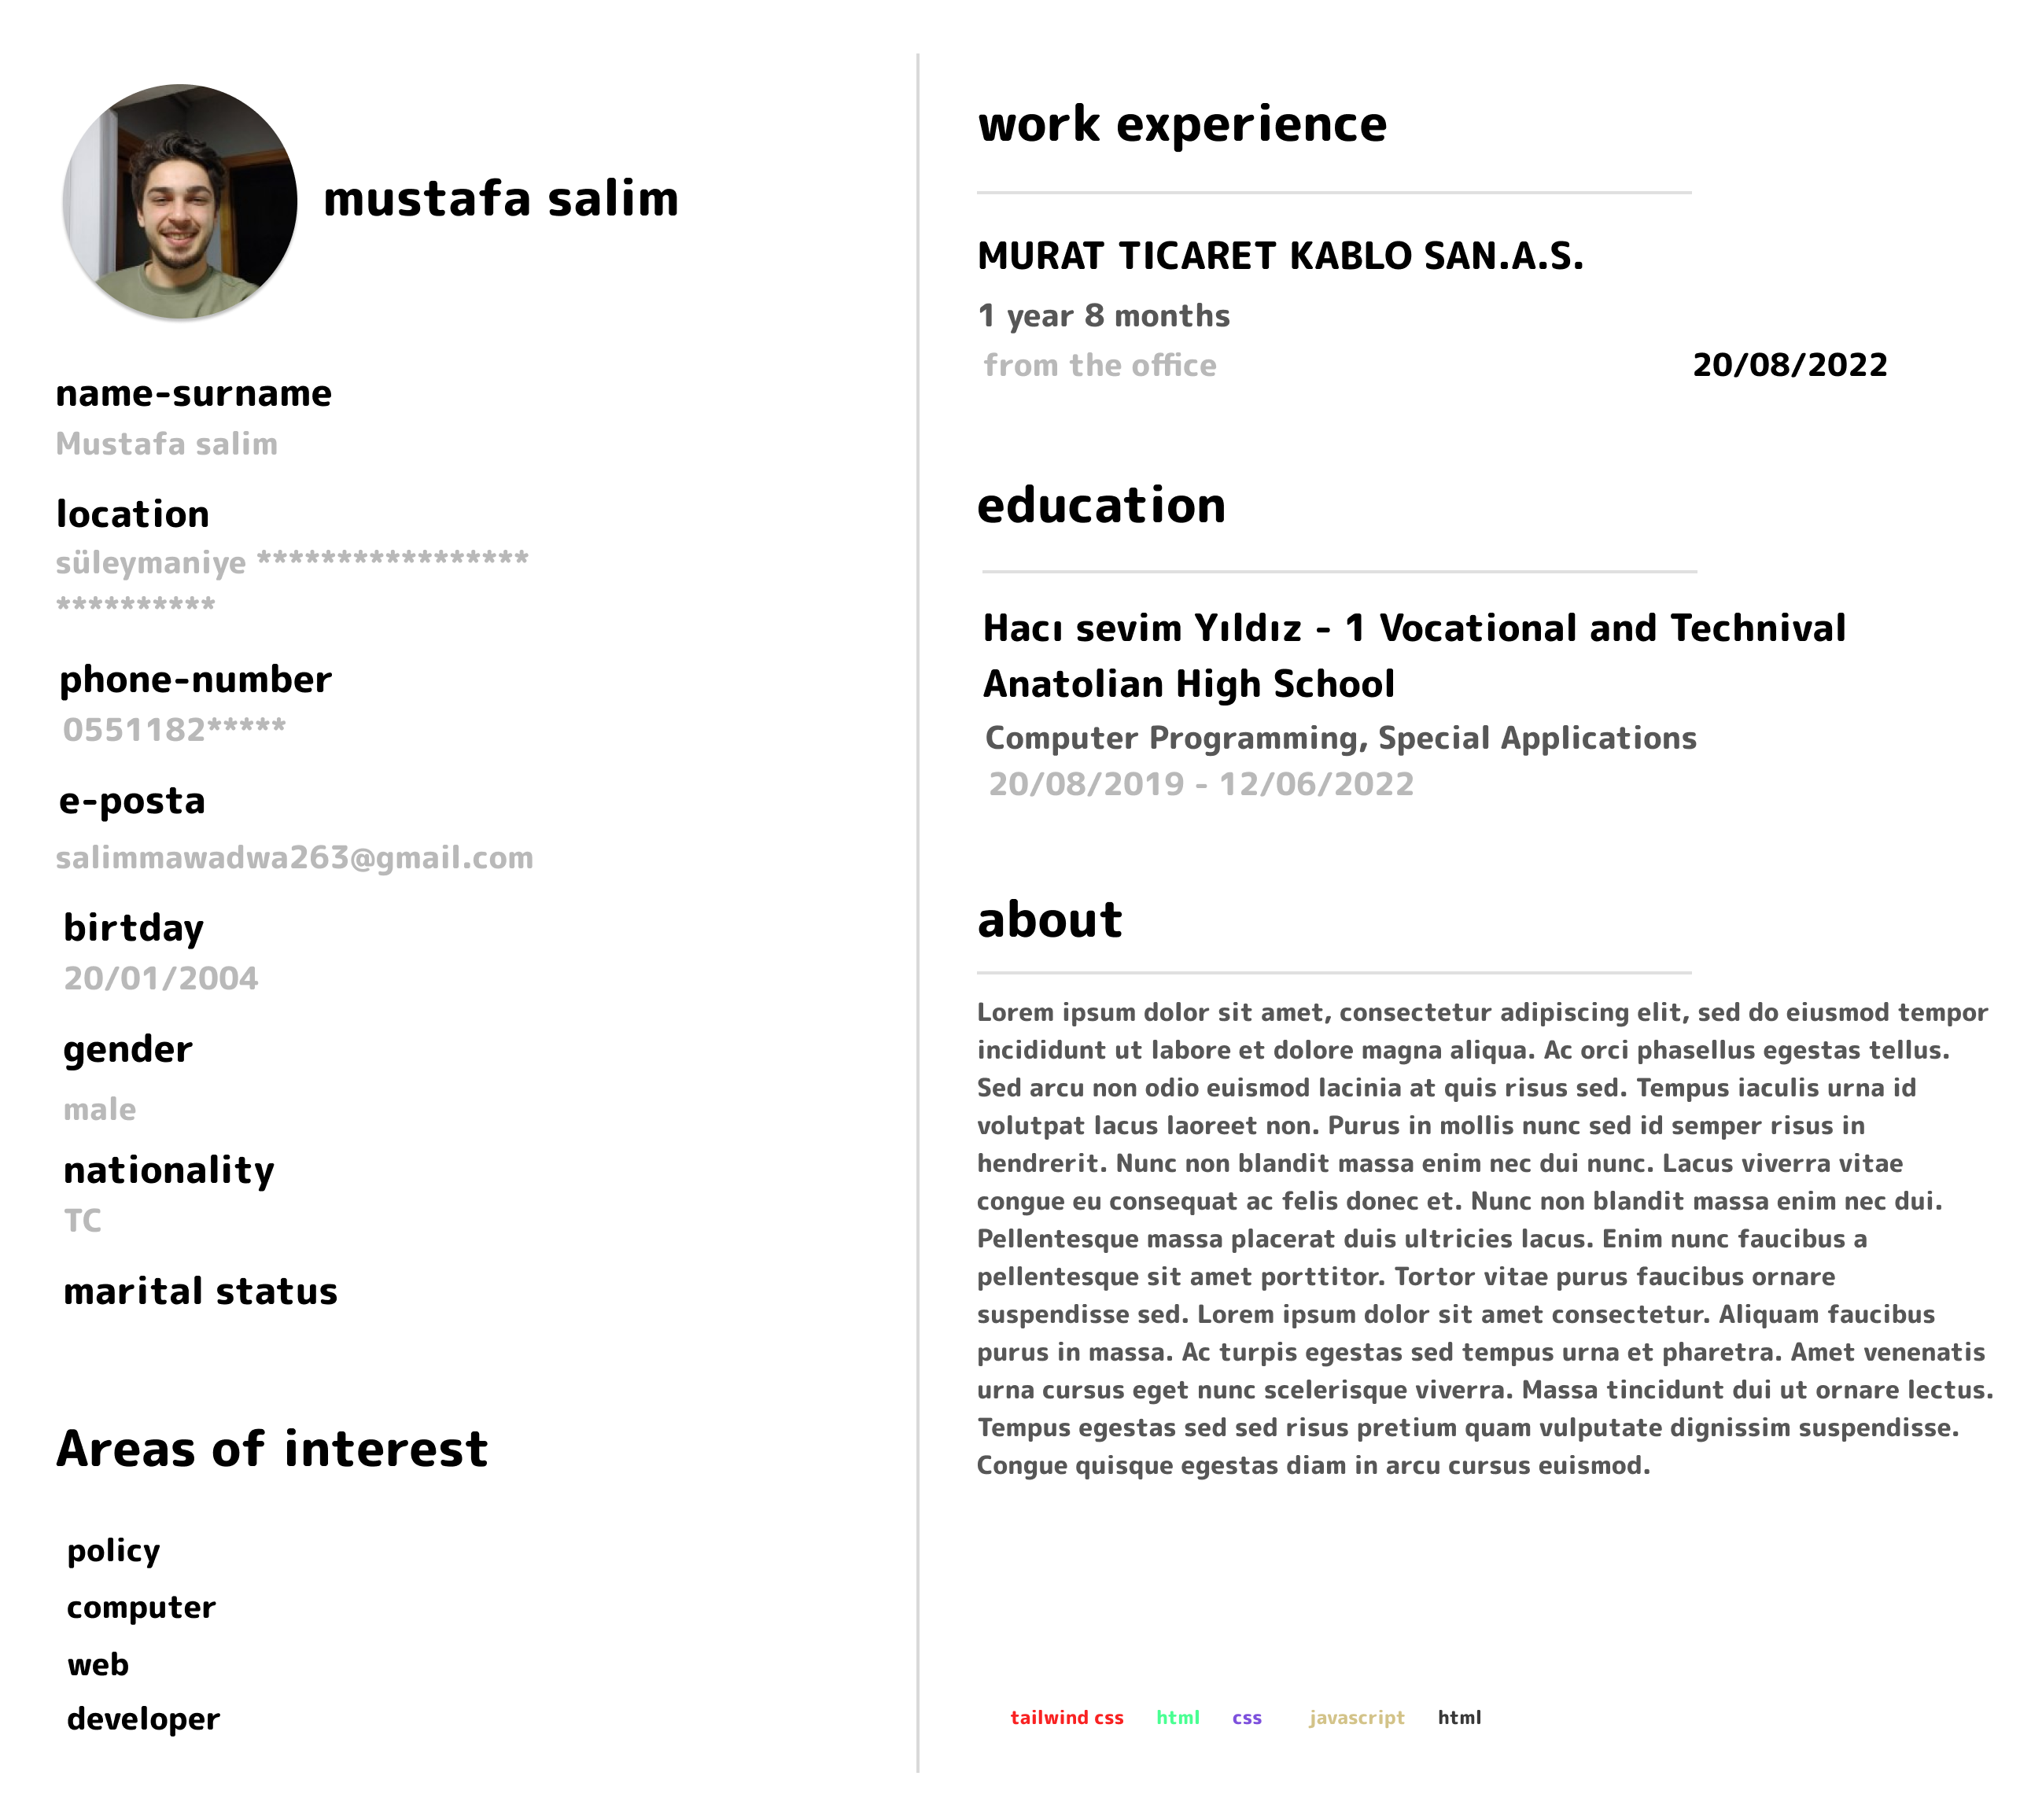 mustafa salim
name-surname
Mustafa salim
location
süleymaniye *****************
**********
phone-number
0551182*****
e-posta
salimmawadwa263@gmail.com
birtday
20/01/2004
gender
male
nationality
TC
marital status
Areas of interest
policy
computer
web
developer
work experience
MURAT TICARET KABLO SAN.A.S.
1 year 8 months
from the office
20/08/2022
education
Hacı sevim Yıldız - 1 Vocational and Technival
Anatolian High School
Computer Programming, Special Applications
20/08/2019 - 12/06/2022
about
Lorem ipsum dolor sit amet, consectetur adipiscing elit, sed do eiusmod tempor
incididunt ut labore et dolore magna aliqua. Ac orci phasellus egestas tellus.
Sed arcu non odio euismod lacinia at quis risus sed. Tempus iaculis urna id
volutpat lacus laoreet non. Purus in mollis nunc sed id semper risus in
hendrerit. Nunc non blandit massa enim nec dui nunc. Lacus viverra vitae
congue eu consequat ac felis donec et. Nunc non blandit massa enim nec dui.
Pellentesque massa placerat duis ultricies lacus. Enim nunc faucibus a
pellentesque sit amet porttitor. Tortor vitae purus faucibus ornare
suspendisse sed. Lorem ipsum dolor sit amet consectetur. Aliquam faucibus
purus in massa. Ac turpis egestas sed tempus urna et pharetra. Amet venenatis
urna cursus eget nunc scelerisque viverra. Massa tincidunt dui ut ornare lectus.
Tempus egestas sed sed risus pretium quam vulputate dignissim suspendisse.
Congue quisque egestas diam in arcu cursus euismod.
tailwind css html css javascript html